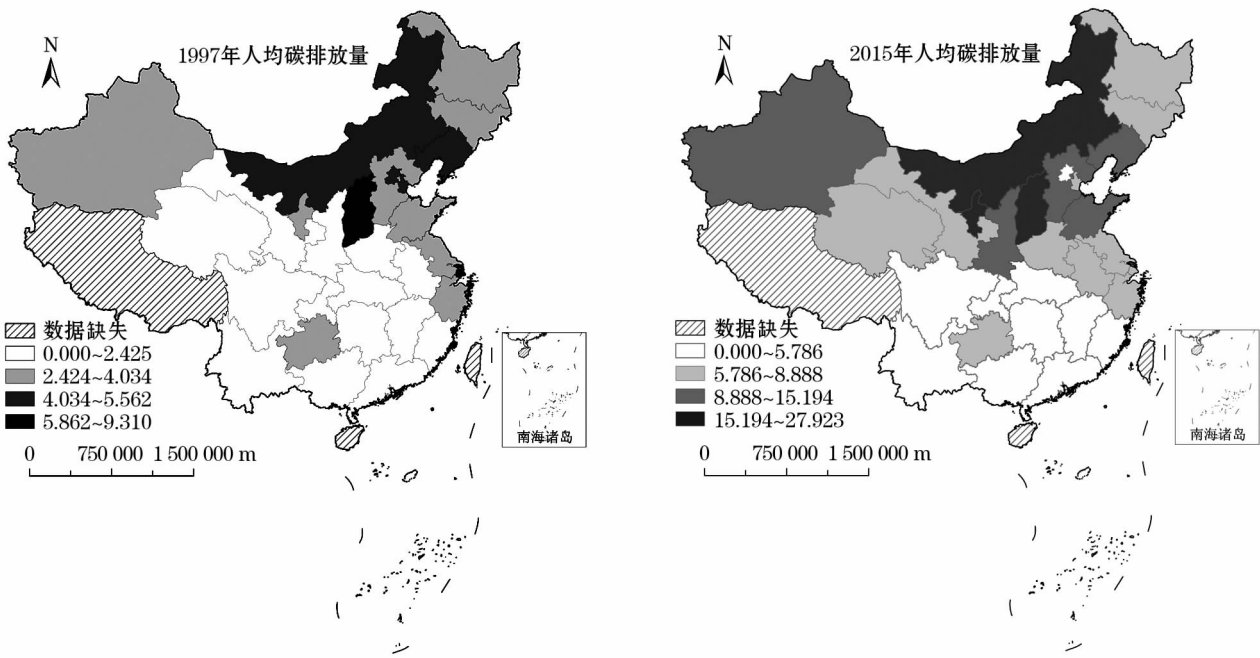 N
1997年人均碳排放量
数据缺失
0.000~2.425
2.424~4.034
4.034~5.562
5.862~9.310
0 750 000 1 500 000 m
南海诸岛
N
2015年人均碳排放量
数据缺失
0.000~5.786
5.786~8.888
8.888~15.194
15.194~27.923
0 750 000 1 500 000 m
南海诸岛